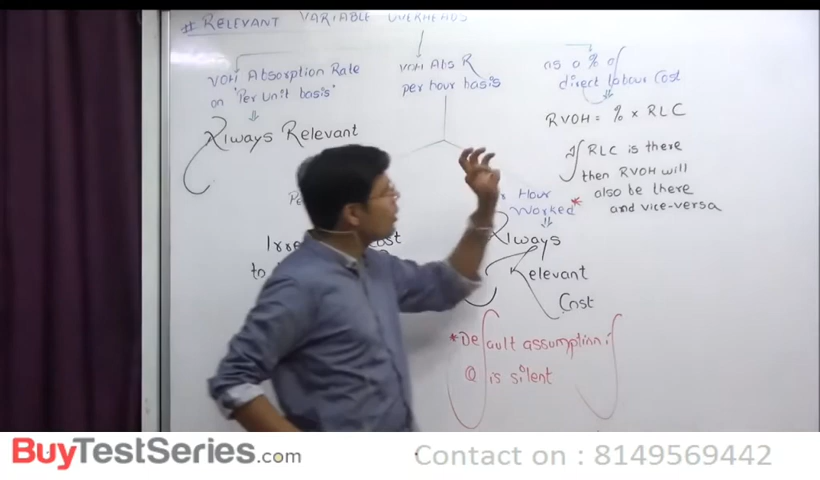 # RELEVANT VARIABLE OVERHEADS
VOH Absorption Rate
on "Per Unit basis"
Always Relevant
VOH Abs R
per hour basis
as a % of
direct labour Cost
RVOH = % x RLC
If RLC is there
then RVOH will
also be there
and vice-versa
Hour
Worked *
Always
Relevant
Cost
to
*Default assumption if
Q is silent
BuyTestSeries.com
Contact on : 8149569442